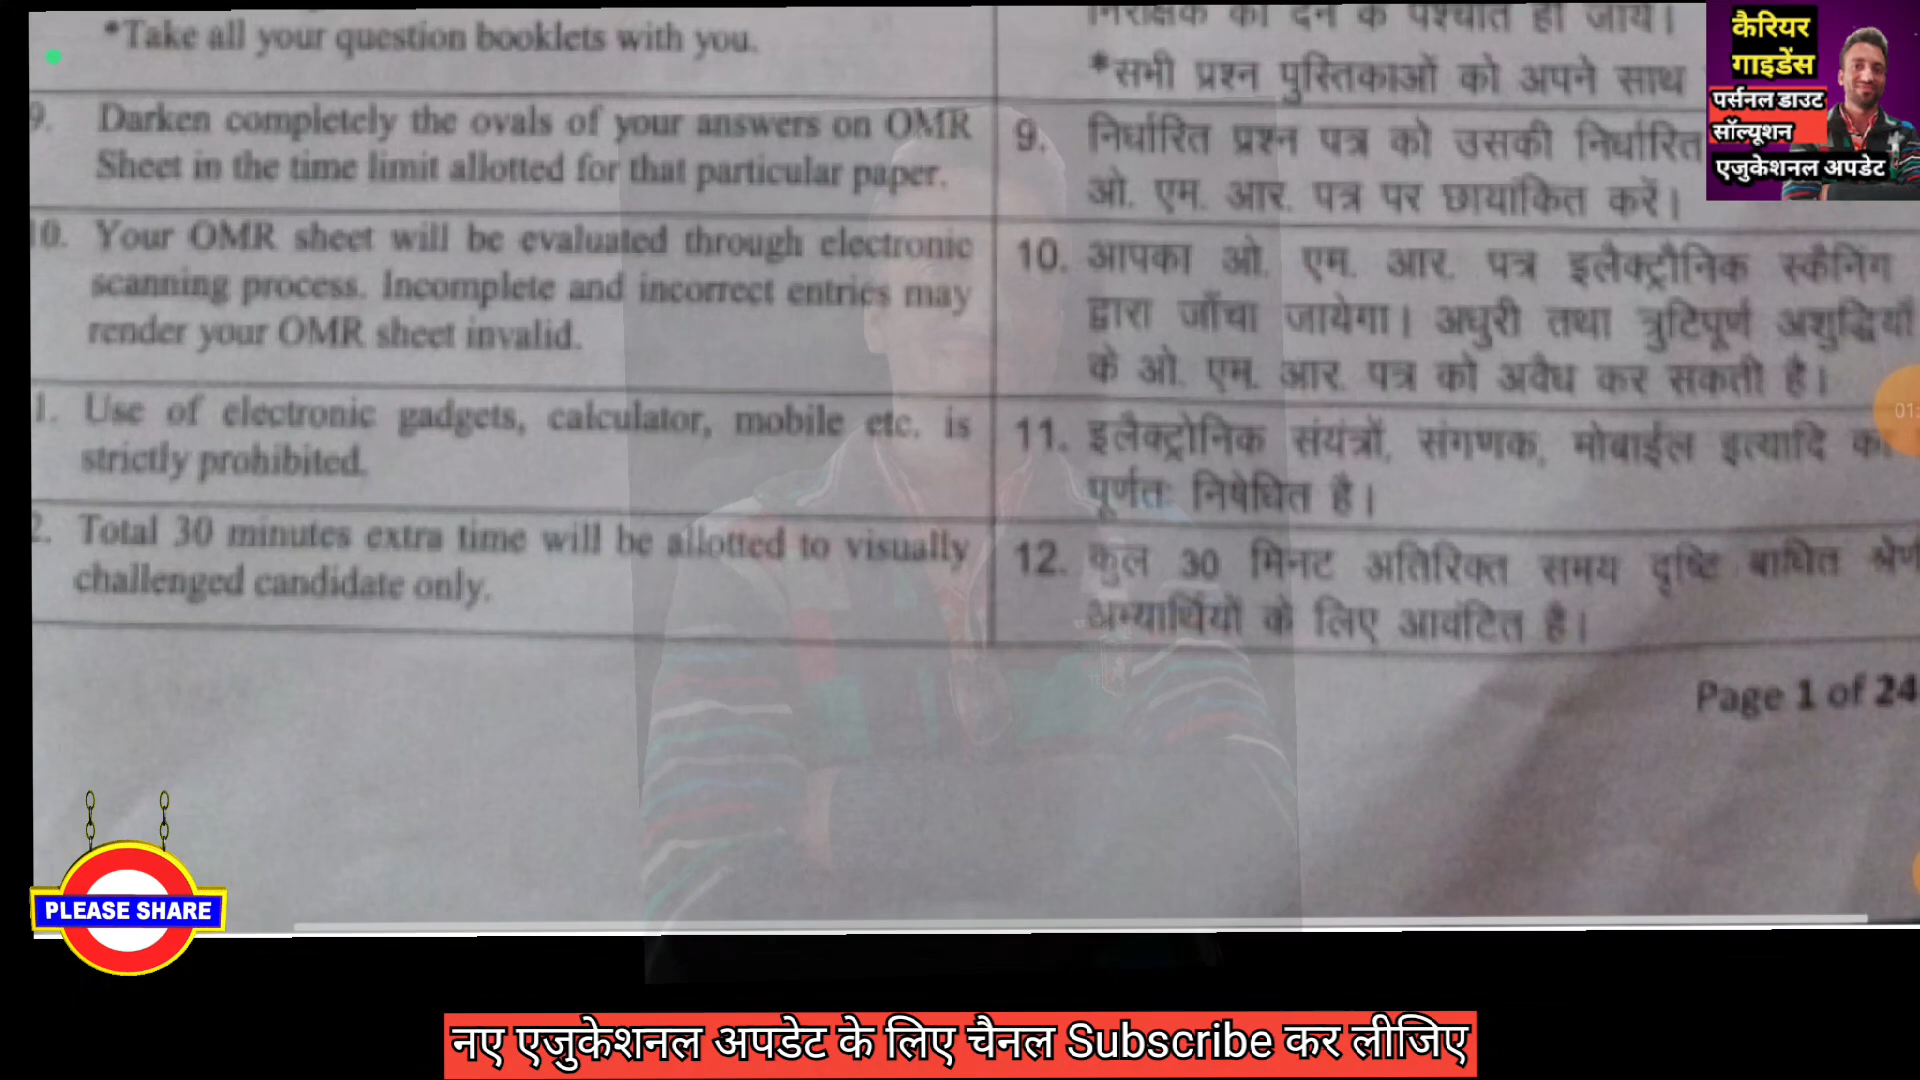 *Take all your question booklets with you.
9. Darken completely the ovals of your answers on OMR
Sheet in the time limit allotted for that particular paper.
10. Your OMR sheet will be evaluated through electronic
scanning process. Incomplete and incorrect entries may
render your OMR sheet invalid.
1. Use of electronic gadgets, calculator, mobile etc. is
strictly prohibited.
2. Total 30 minutes extra time will be allotted to visually
challenged candidate only.
निरीक्षक को देने के पश्चात ही जाये।
*सभी प्रश्न पुस्तिकाओं को अपने साथ
9. निर्धारित प्रश्न पत्र को उसकी निर्धारित
ओ. एम. आर. पत्र पर छायांकित करें।
10. आपका ओ. एम. आर. पत्र इलैक्ट्रौनिक स्कैनिंग
द्वारा जाँचा जायेगा। अधुरी तथा त्रुटिपूर्ण अशुद्धियाँ
के ओ. एम. आर. पत्र को अवैध कर सकती है।
11. इलैक्ट्रोनिक संयंत्रों, संगणक, मोबाईल इत्यादि का
पूर्णतः निषेधित है।
12. कुल 30 मिनट अतिरिक्त समय दृष्टि बाधित
अभ्यार्थियों के लिए आवंटित है।
Page 1 of 24
कैरियर
गाइडेंस
पर्सनल डाउट
सॉल्यूशन
एजुकेशनल अपडेट
PLEASE SHARE
नए एजुकेशनल अपडेट के लिए चैनल Subscribe कर लीजिए